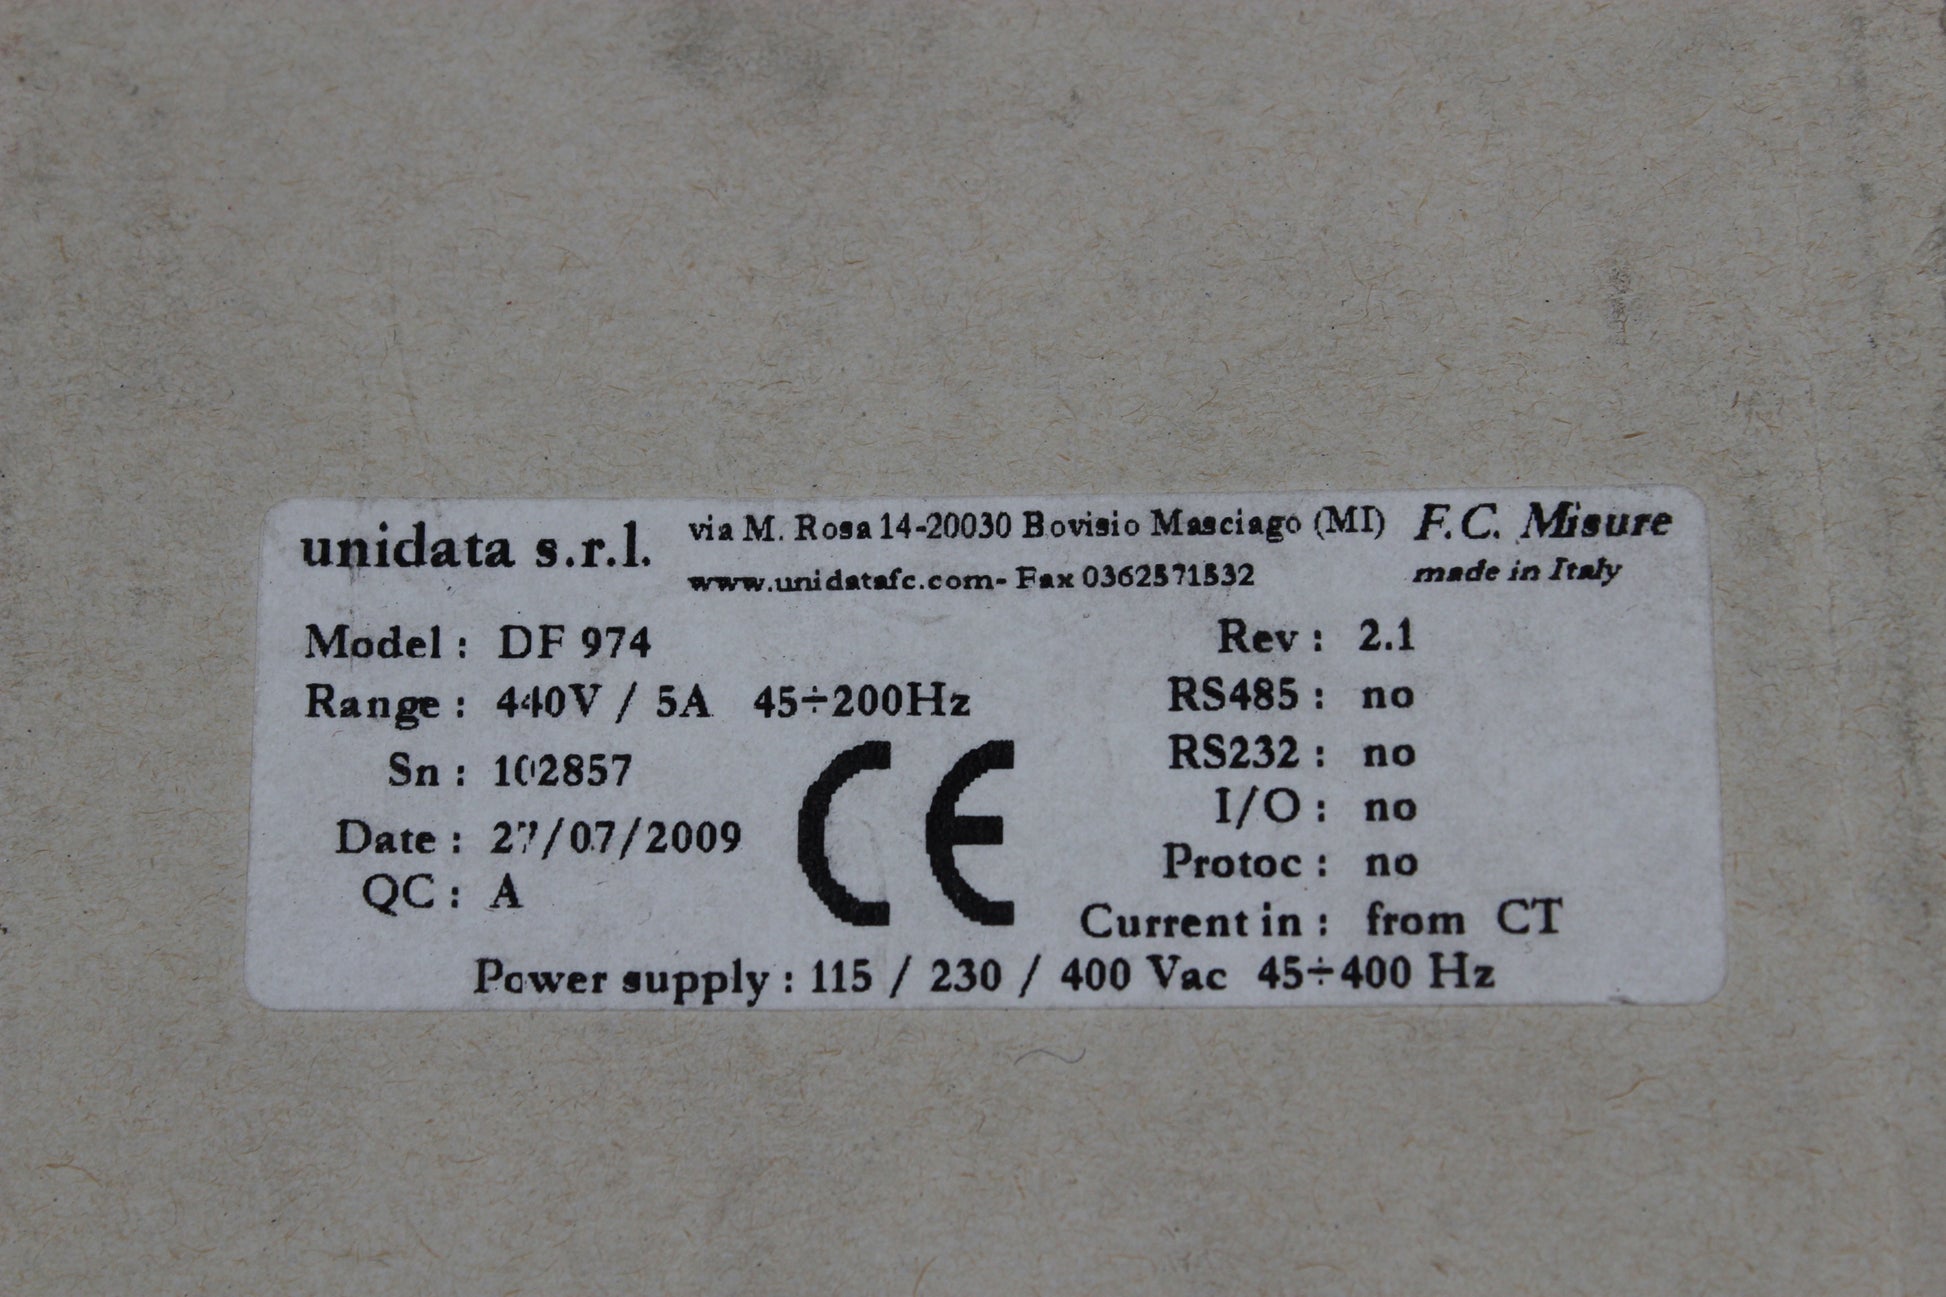 unidata s.r.l. via M. Rosa 14-20030 Bovisio Masciago (MI) F.C. Misure
www.unidatafc.com- Fax 0362571532 made in Italy
Model : DF 974 Rev : 2.1
Range : 440V / 5A 45÷200Hz RS485 : no
Sn : 102857 RS232 : no
I/O : no
Date : 27/07/2009 Protoc : no
QC : A Current in : from CT
CE
Power supply : 115 / 230 / 400 Vac 45÷400 Hz